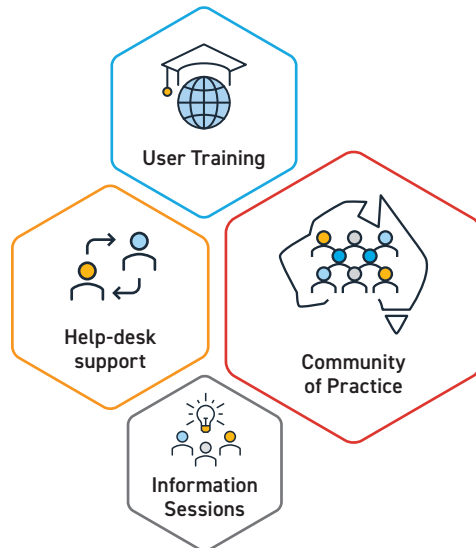 User Training
Help-desk
support
Community
of Practice
Information
Sessions